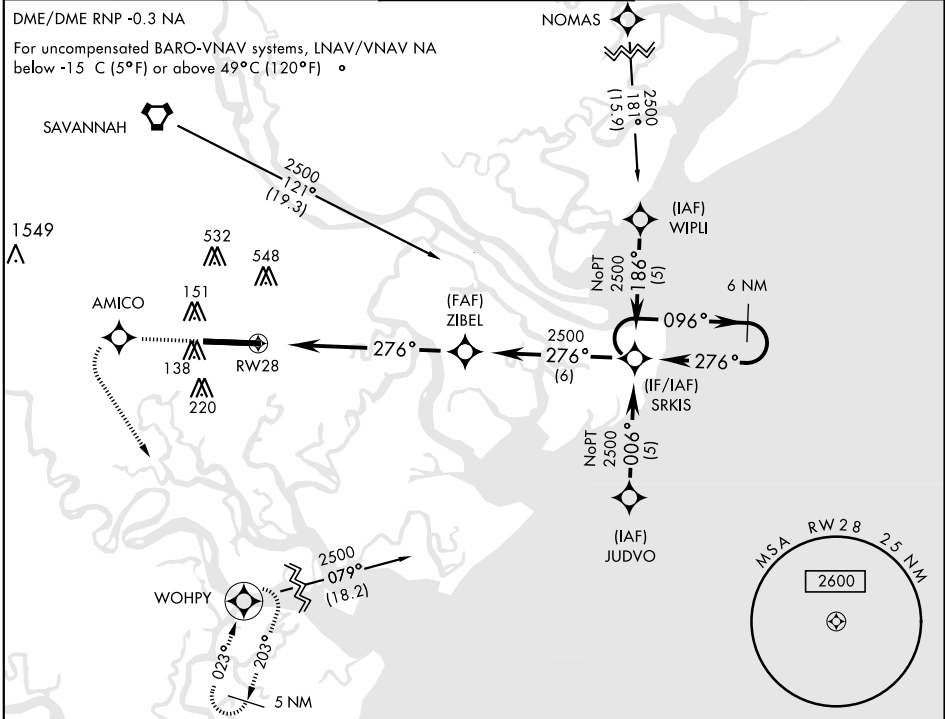 DME/DME RNP -0.3 NA
For uncompensated BARO-VNAV systems, LNAV/VNAV NA
below -15 C (5°F) or above 49°C (120°F) °
NOMAS
2500
181°
(15.9)
SAVANNAH
2500
121°
(19.3)
(IAF)
WIPLI
1549
532
548
NoPT
2500
186°
(5)
6 NM
AMICO
151
(FAF)
ZIBEL
096°
138
RW28
276°
2500
276°
(6)
276°
(IF/IAF)
SRKIS
220
NoPT
2500
006°
(5)
(IAF)
JUDVO
MSA RW28 25 NM
2600
2500
079°
(18.2)
WOHPY
023°
203°
5 NM